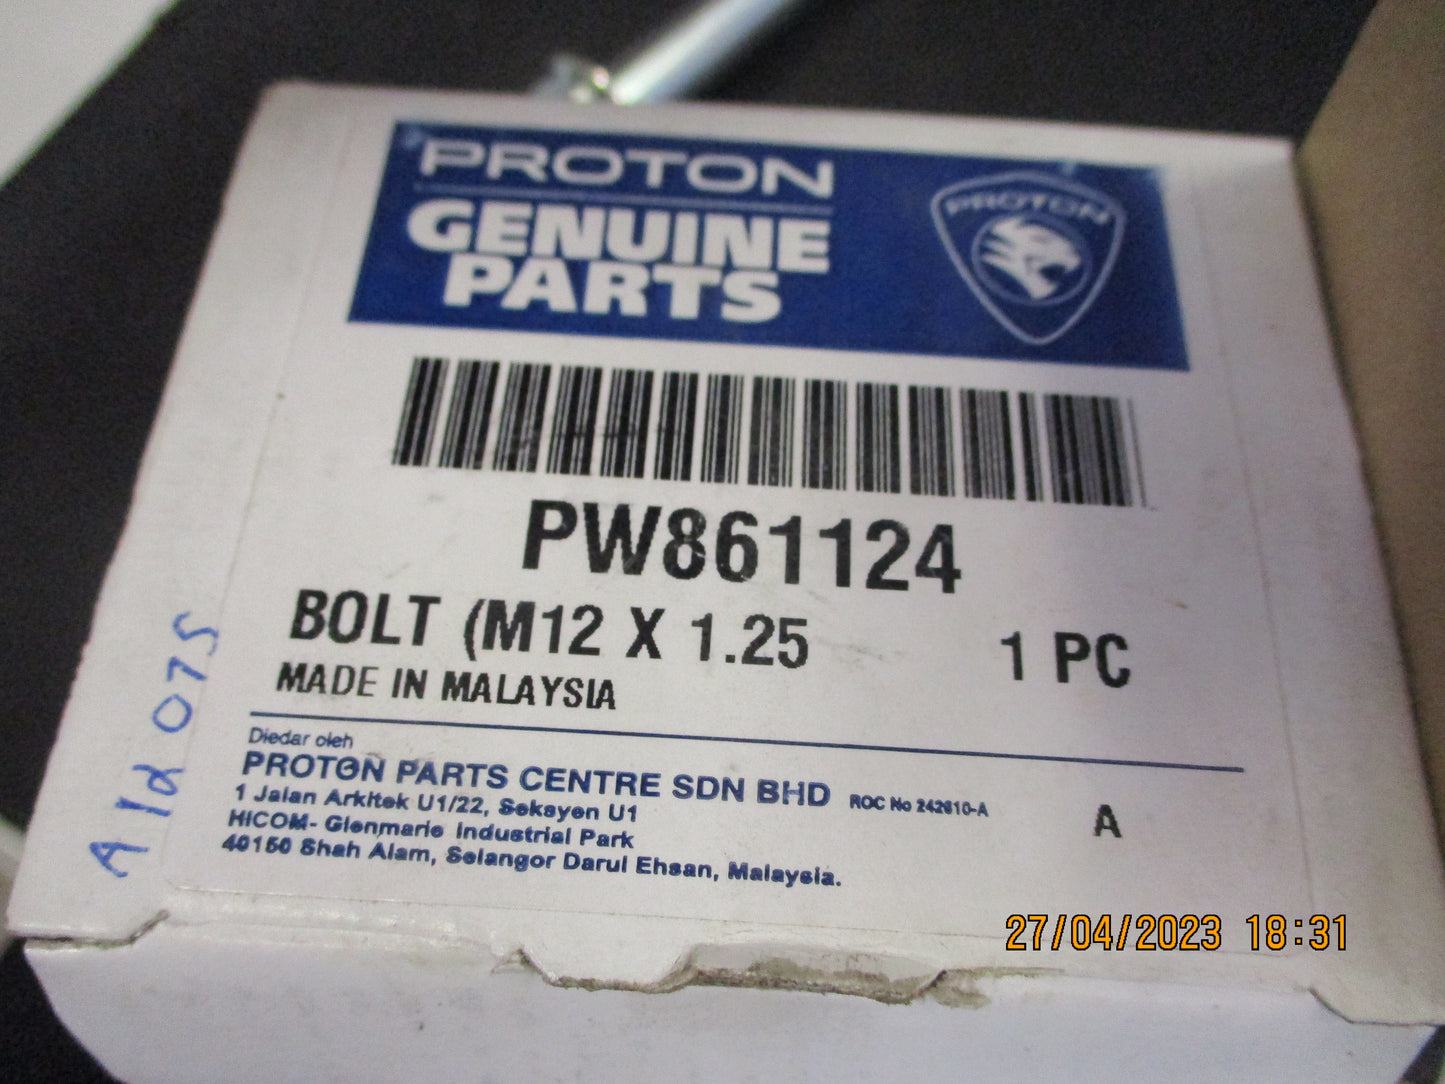 PROTON
GENUINE
PARTS
PROTON
PW861124
BOLT (M12 X 1.25
1 PC
MADE IN MALAYSIA
Diedar oleh
PROTON PARTS CENTRE SDN BHD ROC No 242610-A
1 Jalan Arkitek U1/22, Seksyen U1
HICOM- Glenmarie Industrial Park
40150 Shah Alam, Selangor Darul Ehsan, Malaysia.
A
27/04/2023 18:31